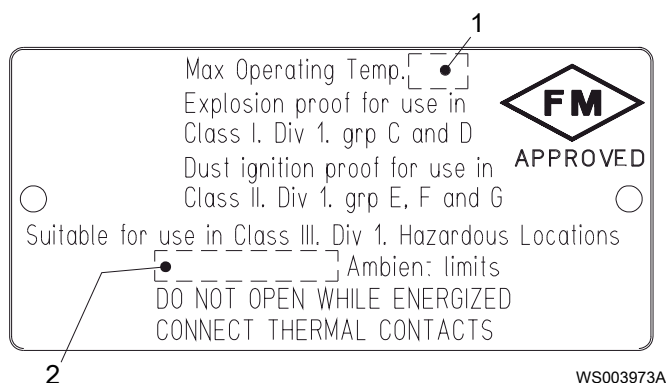 1
Max Operating Temp.
Explosion proof for use in
Class I. Div 1. grp C and D
FM
APPROVED
Dust ignition proof for use in
Class II. Div 1. grp E, F and G
Suitable for use in Class III. Div 1. Hazardous Locations
Ambient limits
DO NOT OPEN WHILE ENERGIZED
CONNECT THERMAL CONTACTS
2
WS003973A